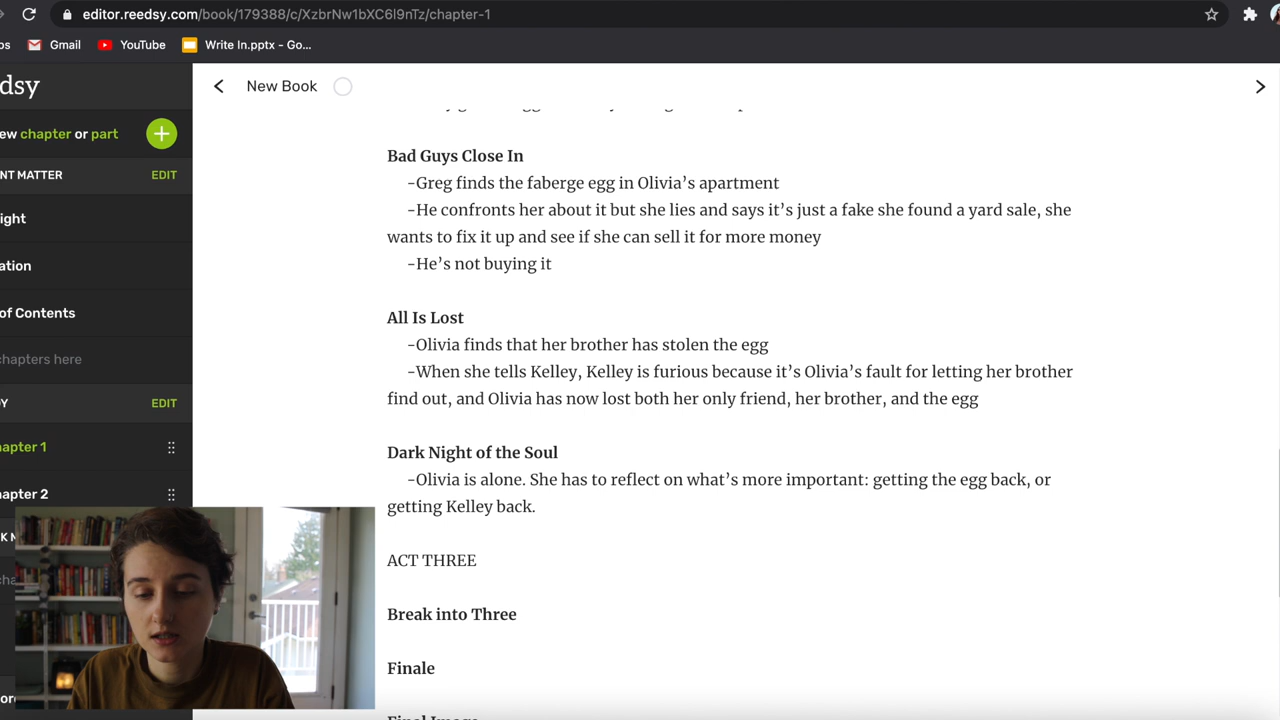 editor.reedsy.com/book/179388/c/XzbrNw1bXC6l9nTz/chapter-1
Gmail
YouTube
Write In.pptx - Go...
edsy
New Book
ew chapter or part
NT MATTER
EDIT
ight
ation
of Contents
chapters here
Y
EDIT
apter 1
apter 2
Bad Guys Close In
-Greg finds the faberge egg in Olivia's apartment
-He confronts her about it but she lies and says it's just a fake she found a yard sale, she
wants to fix it up and see if she can sell it for more money
-He's not buying it
All Is Lost
-Olivia finds that her brother has stolen the egg
-When she tells Kelley, Kelley is furious because it's Olivia's fault for letting her brother
find out, and Olivia has now lost both her only friend, her brother, and the egg
Dark Night of the Soul
-Olivia is alone. She has to reflect on what's more important: getting the egg back, or
getting Kelley back.
ACT THREE
Break into Three
Finale